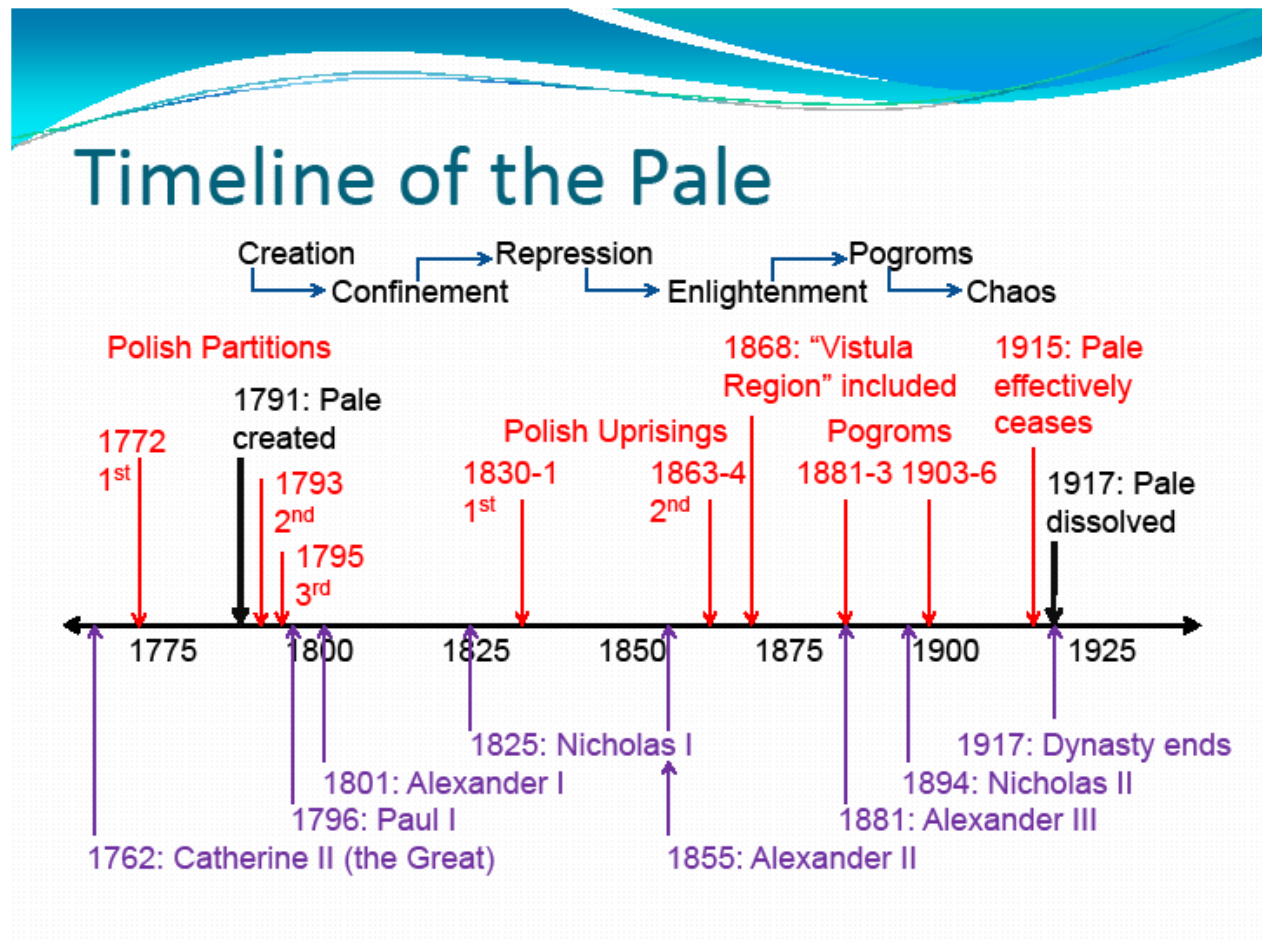 Timeline of the Pale
Creation Repression Pogroms
Confinement Enlightenment Chaos
Polish Partitions
1868: “Vistula
Region” included
1915: Pale
effectively
ceases
1791: Pale
created
1772
1st
Polish Uprisings
Pogroms
1793
2nd
1830-1
1st
1863-4
2nd
1881-3 1903-6
1917: Pale
dissolved
1795
3rd
1775 1800 1825 1850 1875 1900 1925
1825: Nicholas I
1917: Dynasty ends
1801: Alexander I
1894: Nicholas II
1796: Paul I
1881: Alexander III
1762: Catherine II (the Great)
1855: Alexander II